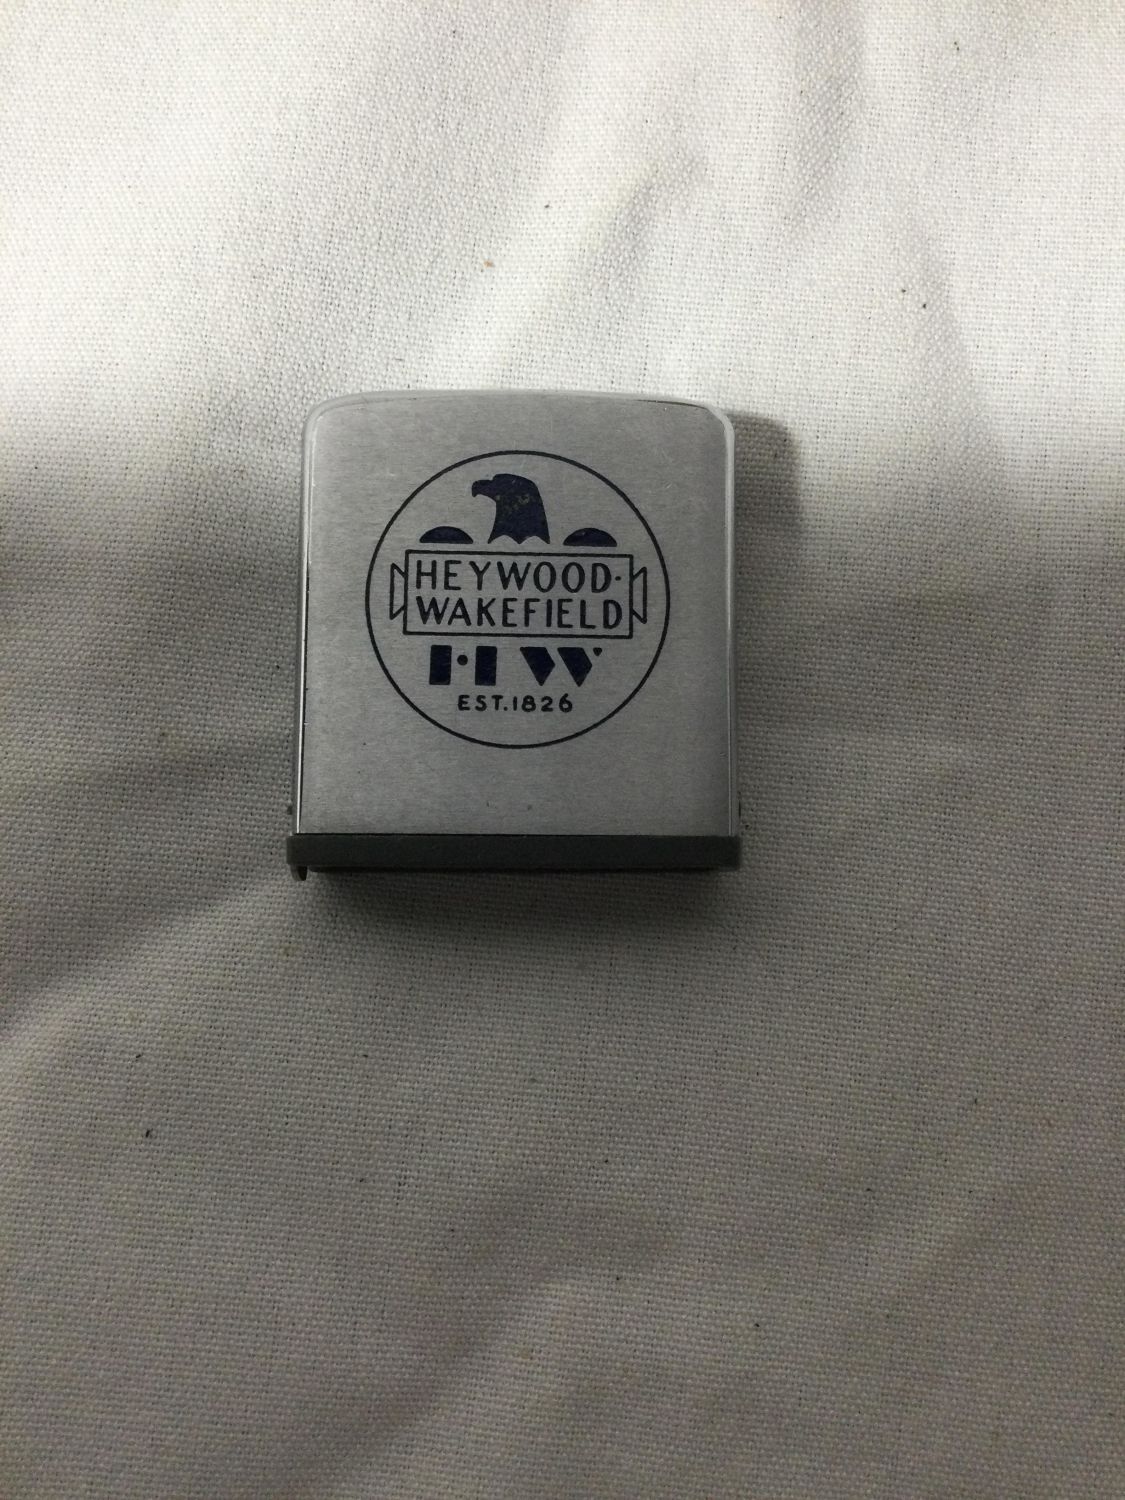 HEYWOOD-
WAKEFIELD
HW
EST.1826